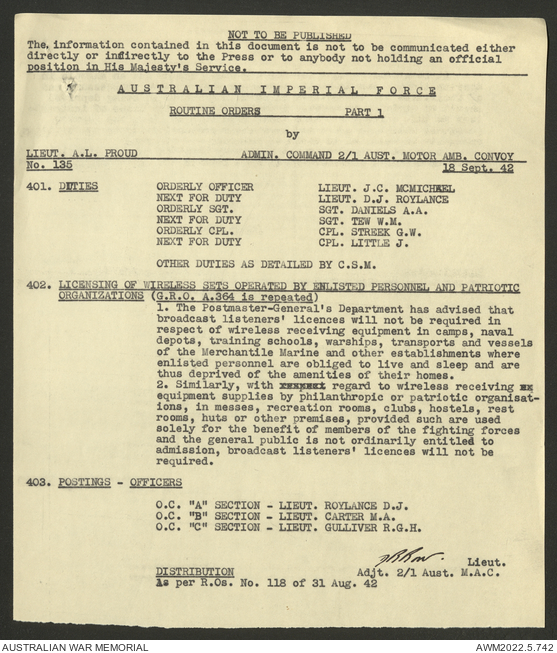 NOT TO BE PUBLISHED
The information contained in this document is not to be communicated either
directly or indirectly to the Press or to anybody not holding an official
position in His Majesty's Service.
AUSTRALIAN IMPERIAL FORCE
ROUTINE ORDERS PART 1
by
LIEUT. A.L. PROUD ADMIN. COMMAND 2/1 AUST. MOTOR AMB. CONVOY
No. 135 18 Sept. 42
401. DUTIES ORDERLY OFFICER LIEUT. J.C. MCMICHAEL
NEXT FOR DUTY LIEUT. D.J. ROYLANCE
ORDERLY SGT. SGT. DANIELS A.A.
NEXT FOR DUTY SGT. TEW W.M.
ORDERLY CPL. CPL. STREEK G.W.
NEXT FOR DUTY CPL. LITTLE J.
OTHER DUTIES AS DETAILED BY C.S.M.
402. LICENSING OF WIRELESS SETS OPERATED BY ENLISTED PERSONNEL AND PATRIOTIC
ORGANIZATIONS (G.R.O. A.364 is repeated)
1. The Postmaster-General's Department has advised that
broadcast listeners' licences will not be required in
respect of wireless receiving equipment in camps, naval
depots, training schools, warships, transports and vessels
of the Merchantile Marine and other establishments where
enlisted personnel are obliged to live and sleep and are
thus deprived of the amenities of their homes.
2. Similarly, with regard to wireless receiving
equipment supplies by philanthropic or patriotic organisat-
ions, in messes, recreation rooms, clubs, hostels, rest
rooms, huts or other premises, provided such are used
solely for the benefit of members of the fighting forces
and the general public is not ordinarily entitled to
admission, broadcast listeners' licences will not be
required.
403. POSTINGS - OFFICERS
O.C. "A" SECTION - LIEUT. ROYLANCE D.J.
O.C. "B" SECTION - LIEUT. CARTER M.A.
O.C. "C" SECTION - LIEUT. GULLIVER R.G.H.
Lieut.
DISTRIBUTION Adjt. 2/1 Aust. M.A.C.
As per R.Os. No. 118 of 31 Aug. 42
AUSTRALIAN WAR MEMORIAL AWM2022.5.742